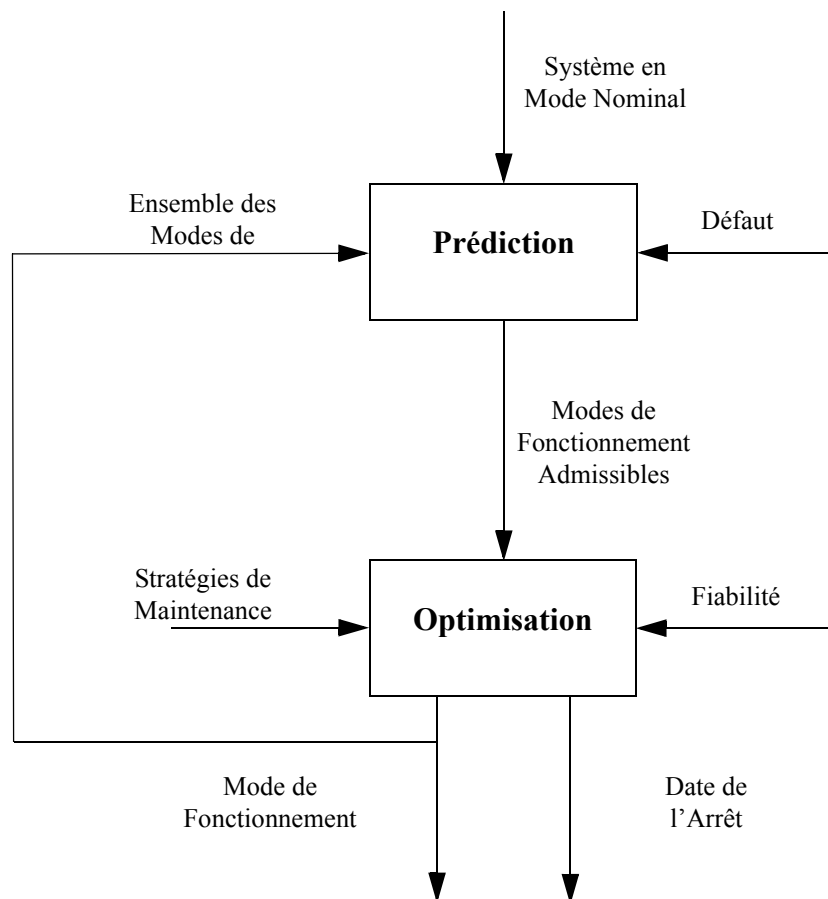 Système en
Mode Nominal
Ensemble des
Modes de
Prédiction
Défaut
Modes de
Fonctionnement
Admissibles
Stratégies de
Maintenance
Optimisation
Fiabilité
Mode de
Fonctionnement
Date de
l’Arrêt